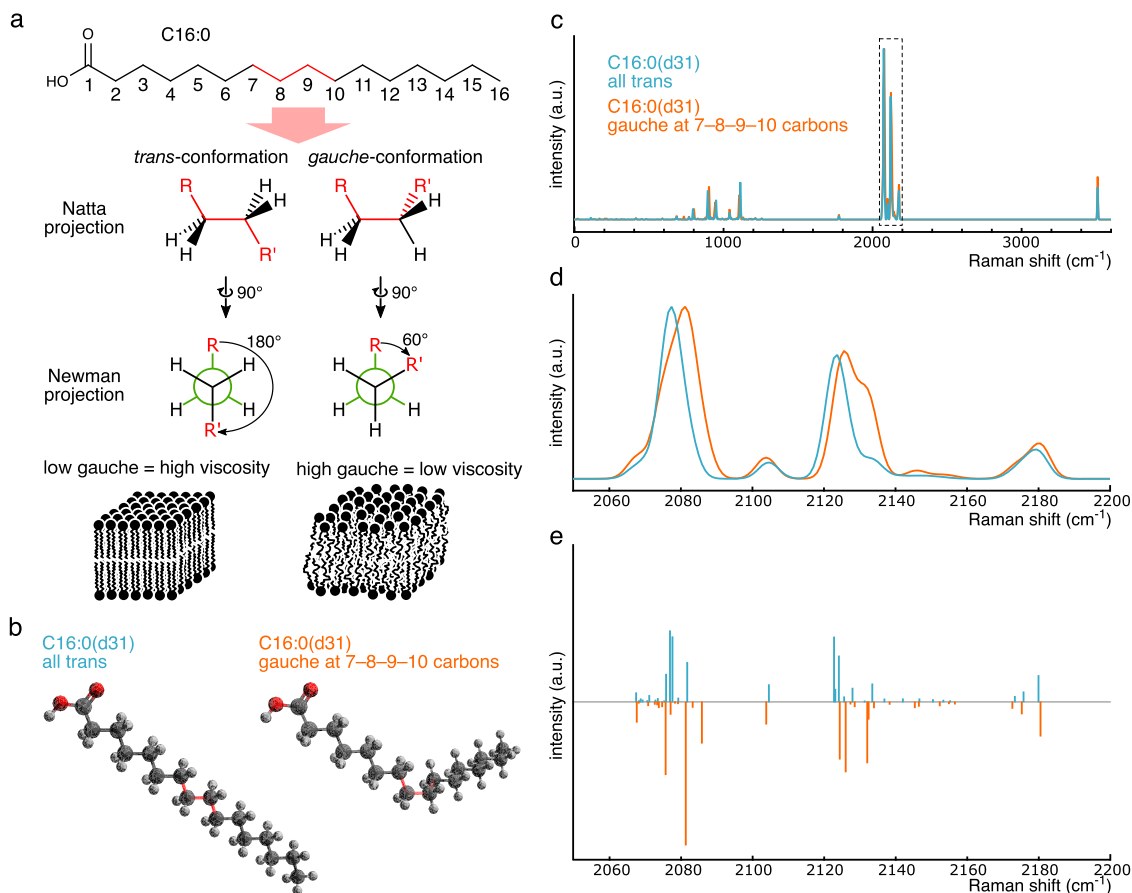 a
C16:0
O
HO
1
2
3
4
5
6
7
8
9
10
11
12
13
14
15
16
trans-conformation
gauche-conformation
Natta
projection
R
H
H
H
H
R'
R
R'
H
H
H
H
90°
90°
Newman
projection
R
180°
H
H
H
H
R'
R
60°
R'
H
H
H
H
low gauche = high viscosity
high gauche = low viscosity
b
C16:0(d31)
all trans
C16:0(d31)
gauche at 7–8–9–10 carbons
c
C16:0(d31)
all trans
C16:0(d31)
gauche at 7–8–9–10 carbons
intensity (a.u.)
0
1000
2000
3000
Raman shift (cm-1)
d
intensity (a.u.)
2060
2080
2100
2120
2140
2160
2180
2200
Raman shift (cm-1)
e
intensity (a.u.)
2060
2080
2100
2120
2140
2160
2180
2200
Raman shift (cm-1)